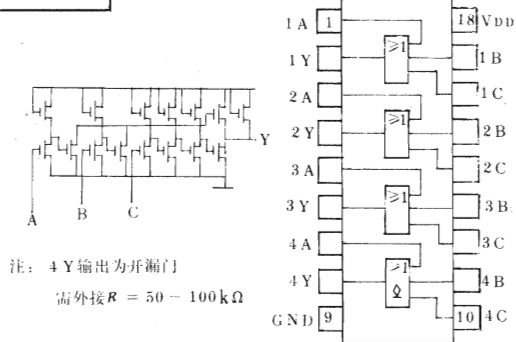 1A 1 18 VDD
1Y ≥1 1B
2A 1C
2Y ≥1 2B
3A 2C
3Y ≥1 3B
4A 3C
4Y ≥1 4B
GND 9 10 4C
Y
A B C
注： 4Y输出为开漏门
需外接R = 50 - 100kΩ